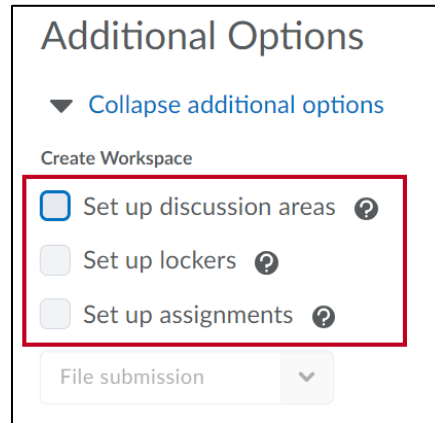 Additional Options
Collapse additional options
Create Workspace
Set up discussion areas ?
Set up lockers ?
Set up assignments ?
File submission